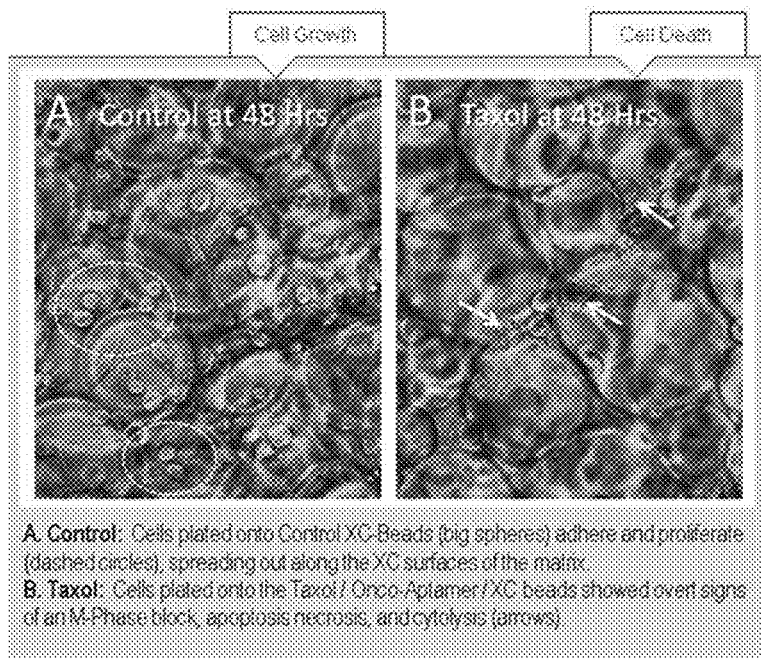 Cell Growth
Cell Death
A Control at 48 Hrs
B Taxol at 48 Hrs
A. Control: Cells plated onto Control XC-Beads (big spheres) adhere and proliferate
(dashed circles), spreading out along the XC surfaces of the matrix.
B. Taxol: Cells plated onto the Taxol / Onco-Aptamer / XC beads showed overt signs
of an M-Phase block, apoptosis necrosis, and cytolysis (arrows)